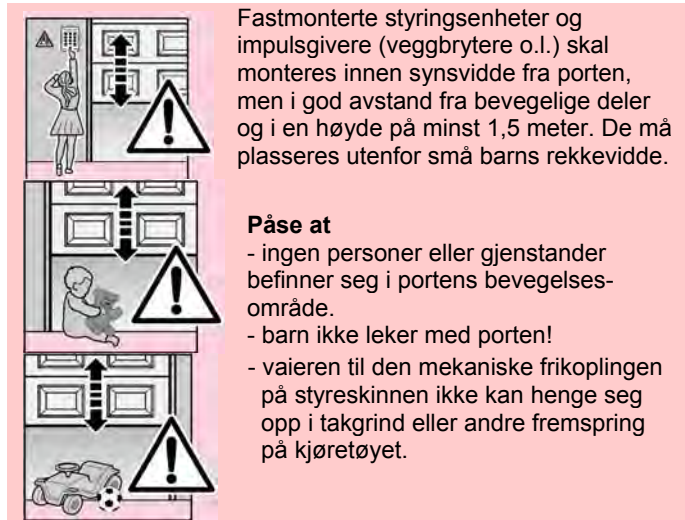 Fastmonterte styringsenheter og
impulsgivere (veggbrytere o.l.) skal
monteres innen synsvidde fra porten,
men i god avstand fra bevegelige deler
og i en høyde på minst 1,5 meter. De må
plasseres utenfor små barns rekkevidde.
Påse at
- ingen personer eller gjenstander
befinner seg i portens bevegelses-
område.
- barn ikke leker med porten!
- vaieren til den mekaniske frikoplingen
på styreskinnen ikke kan henge seg
opp i takgrind eller andre fremspring
på kjøretøyet.